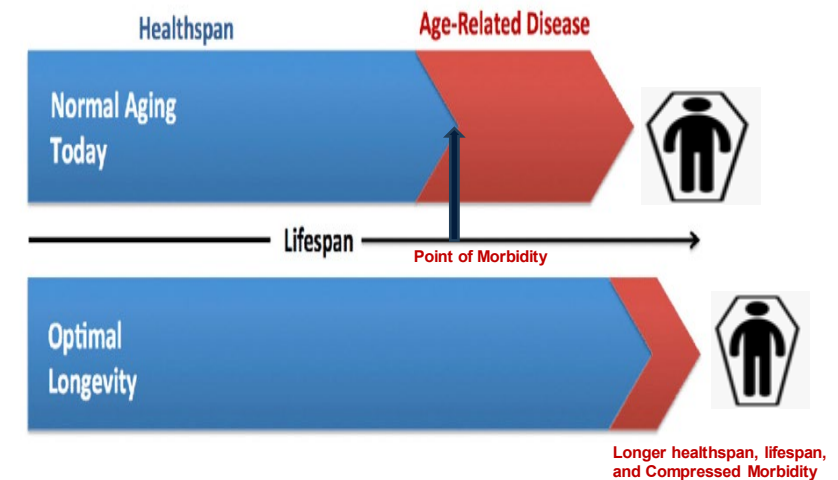 Healthspan
Age-Related Disease
Normal Aging
Today
Lifespan
Point of Morbidity
Optimal
Longevity
Longer healthspan, lifespan,
and Compressed Morbidity